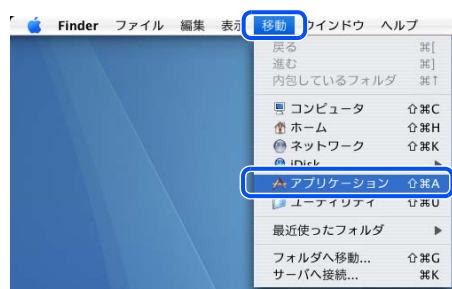 Finder ファイル 編集 表示 移動 ウインドウ ヘルプ
戻る ⌘[
進む ⌘]
内包しているフォルダ ⌘↑
コンピュータ ⇧⌘C
ホーム ⇧⌘H
ネットワーク ⇧⌘K
iDisk
アプリケーション ⇧⌘A
ユーティリティ ⇧⌘U
最近使ったフォルダ ▶
フォルダへ移動... ⇧⌘G
サーバへ接続... ⌘K